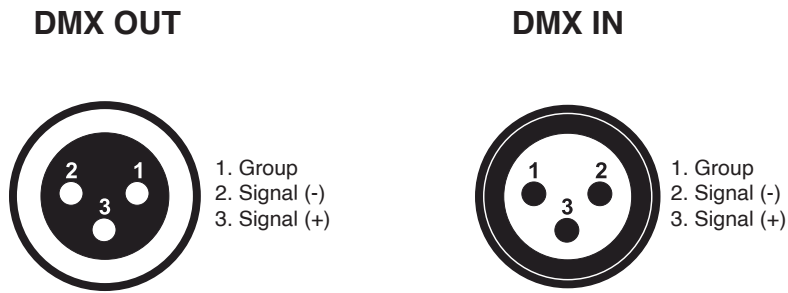 DMX OUT
2 1
3
1. Group
2. Signal (-)
3. Signal (+)
DMX IN
1 2
3
1. Group
2. Signal (-)
3. Signal (+)